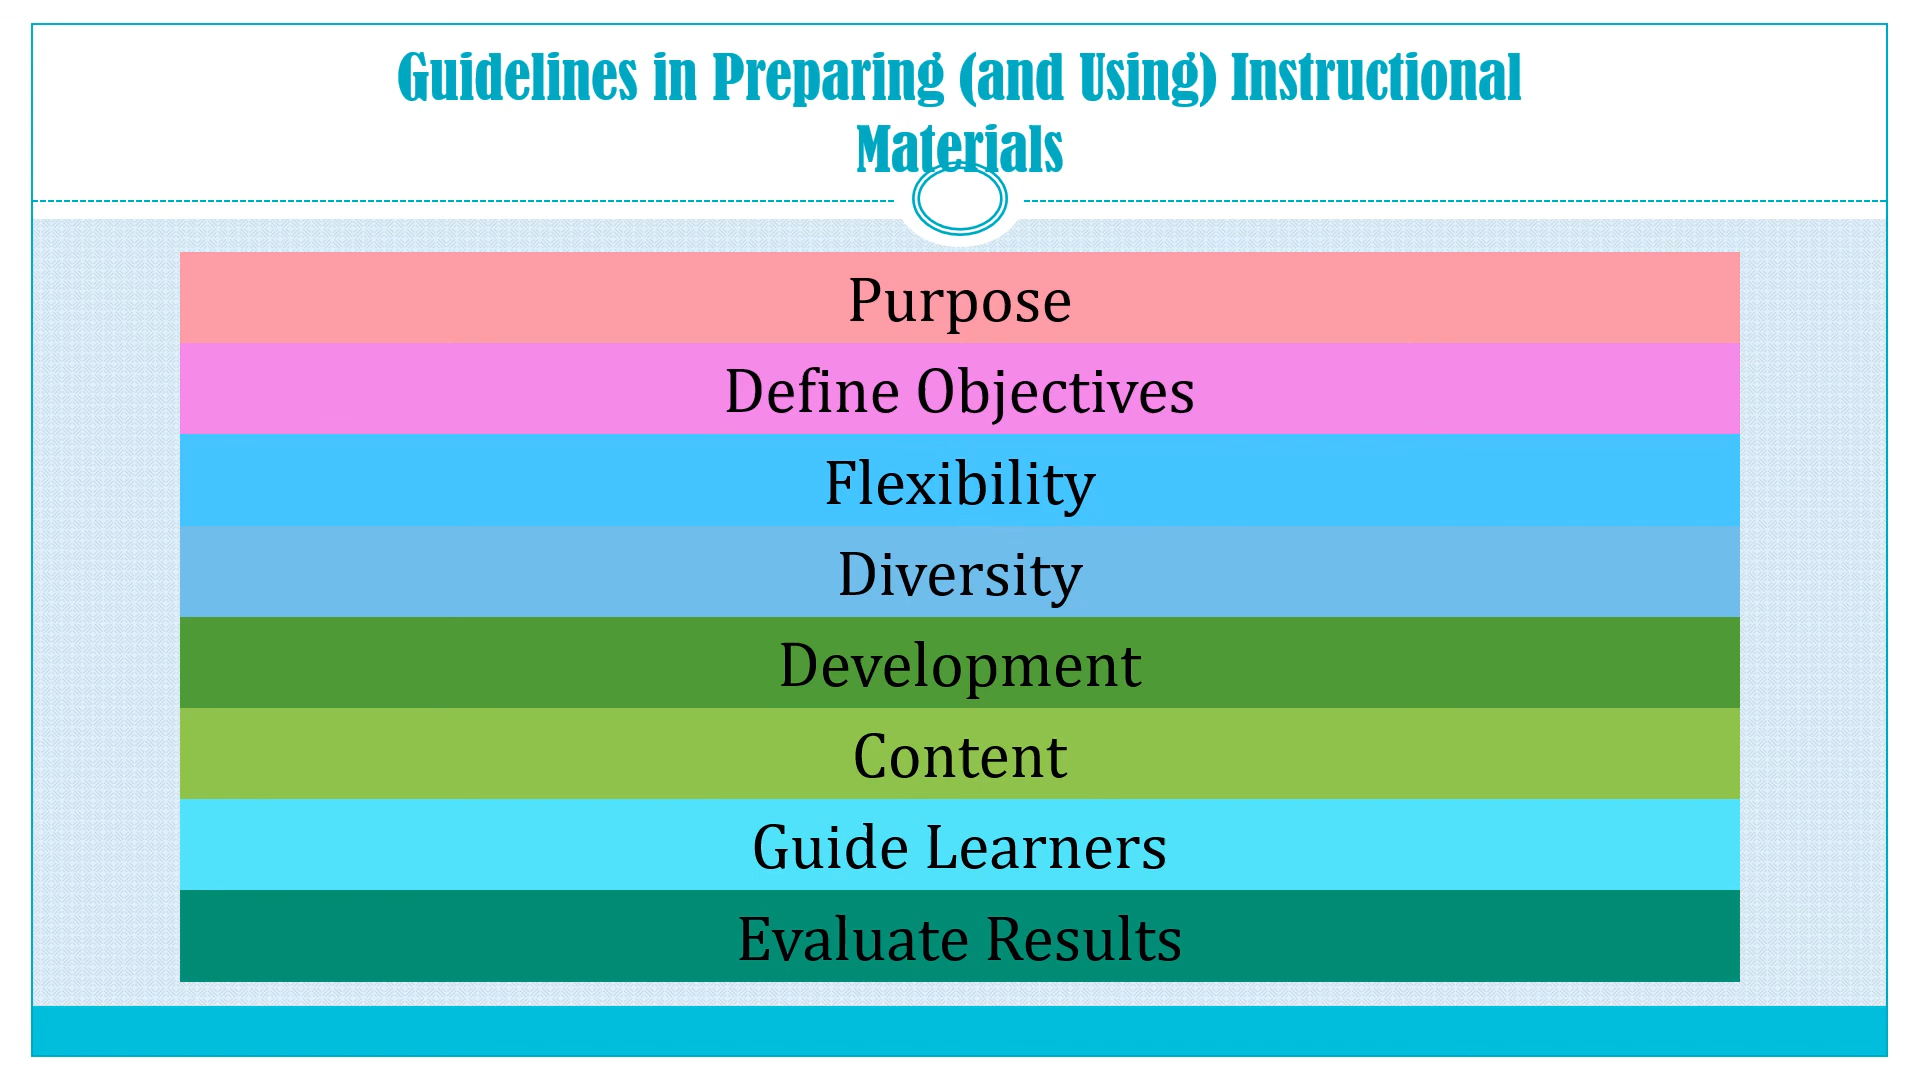 Guidelines in Preparing (and Using) Instructional
Materials
Purpose
Define Objectives
Flexibility
Diversity
Development
Content
Guide Learners
Evaluate Results